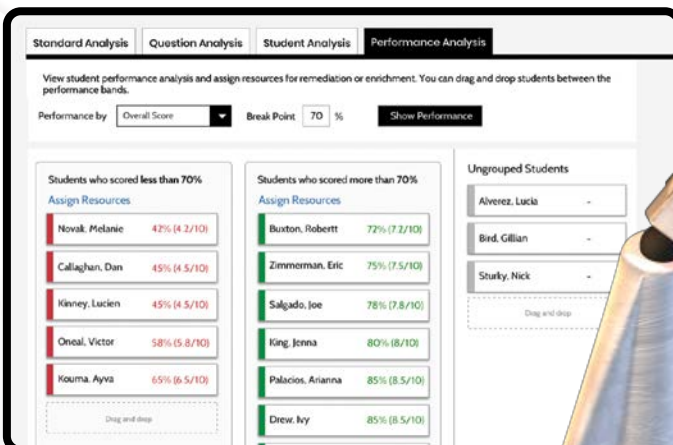 Standard Analysis
Question Analysis
Student Analysis
Performance Analysis
View student performance analysis and assign resources for remediation or enrichment. You can drag and drop students between the
performance bands.
Performance by Overall Score Break Point 70 % Show Performance
Students who scored less than 70%
Assign Resources
Novak, Melanie 42% (4.2/10)
Callaghan, Dan 45% (4.5/10)
Kinney, Lucien 45% (4.5/10)
Oneal, Victor 58% (5.8/10)
Kouma, Ayva 65% (6.5/10)
Drag and drop
Students who scored more than 70%
Assign Resources
Buxton, Robertt 72% (7.2/10)
Zimmerman, Eric 75% (7.5/10)
Salgado, Joe 78% (7.8/10)
King, Jenna 80% (8/10)
Palacios, Arianna 85% (8.5/10)
Drew, Ivy 85% (8.5/10)
Ungrouped Students
Alverez, Lucia -
Bird, Gillian -
Sturky, Nick -
Drag and drop